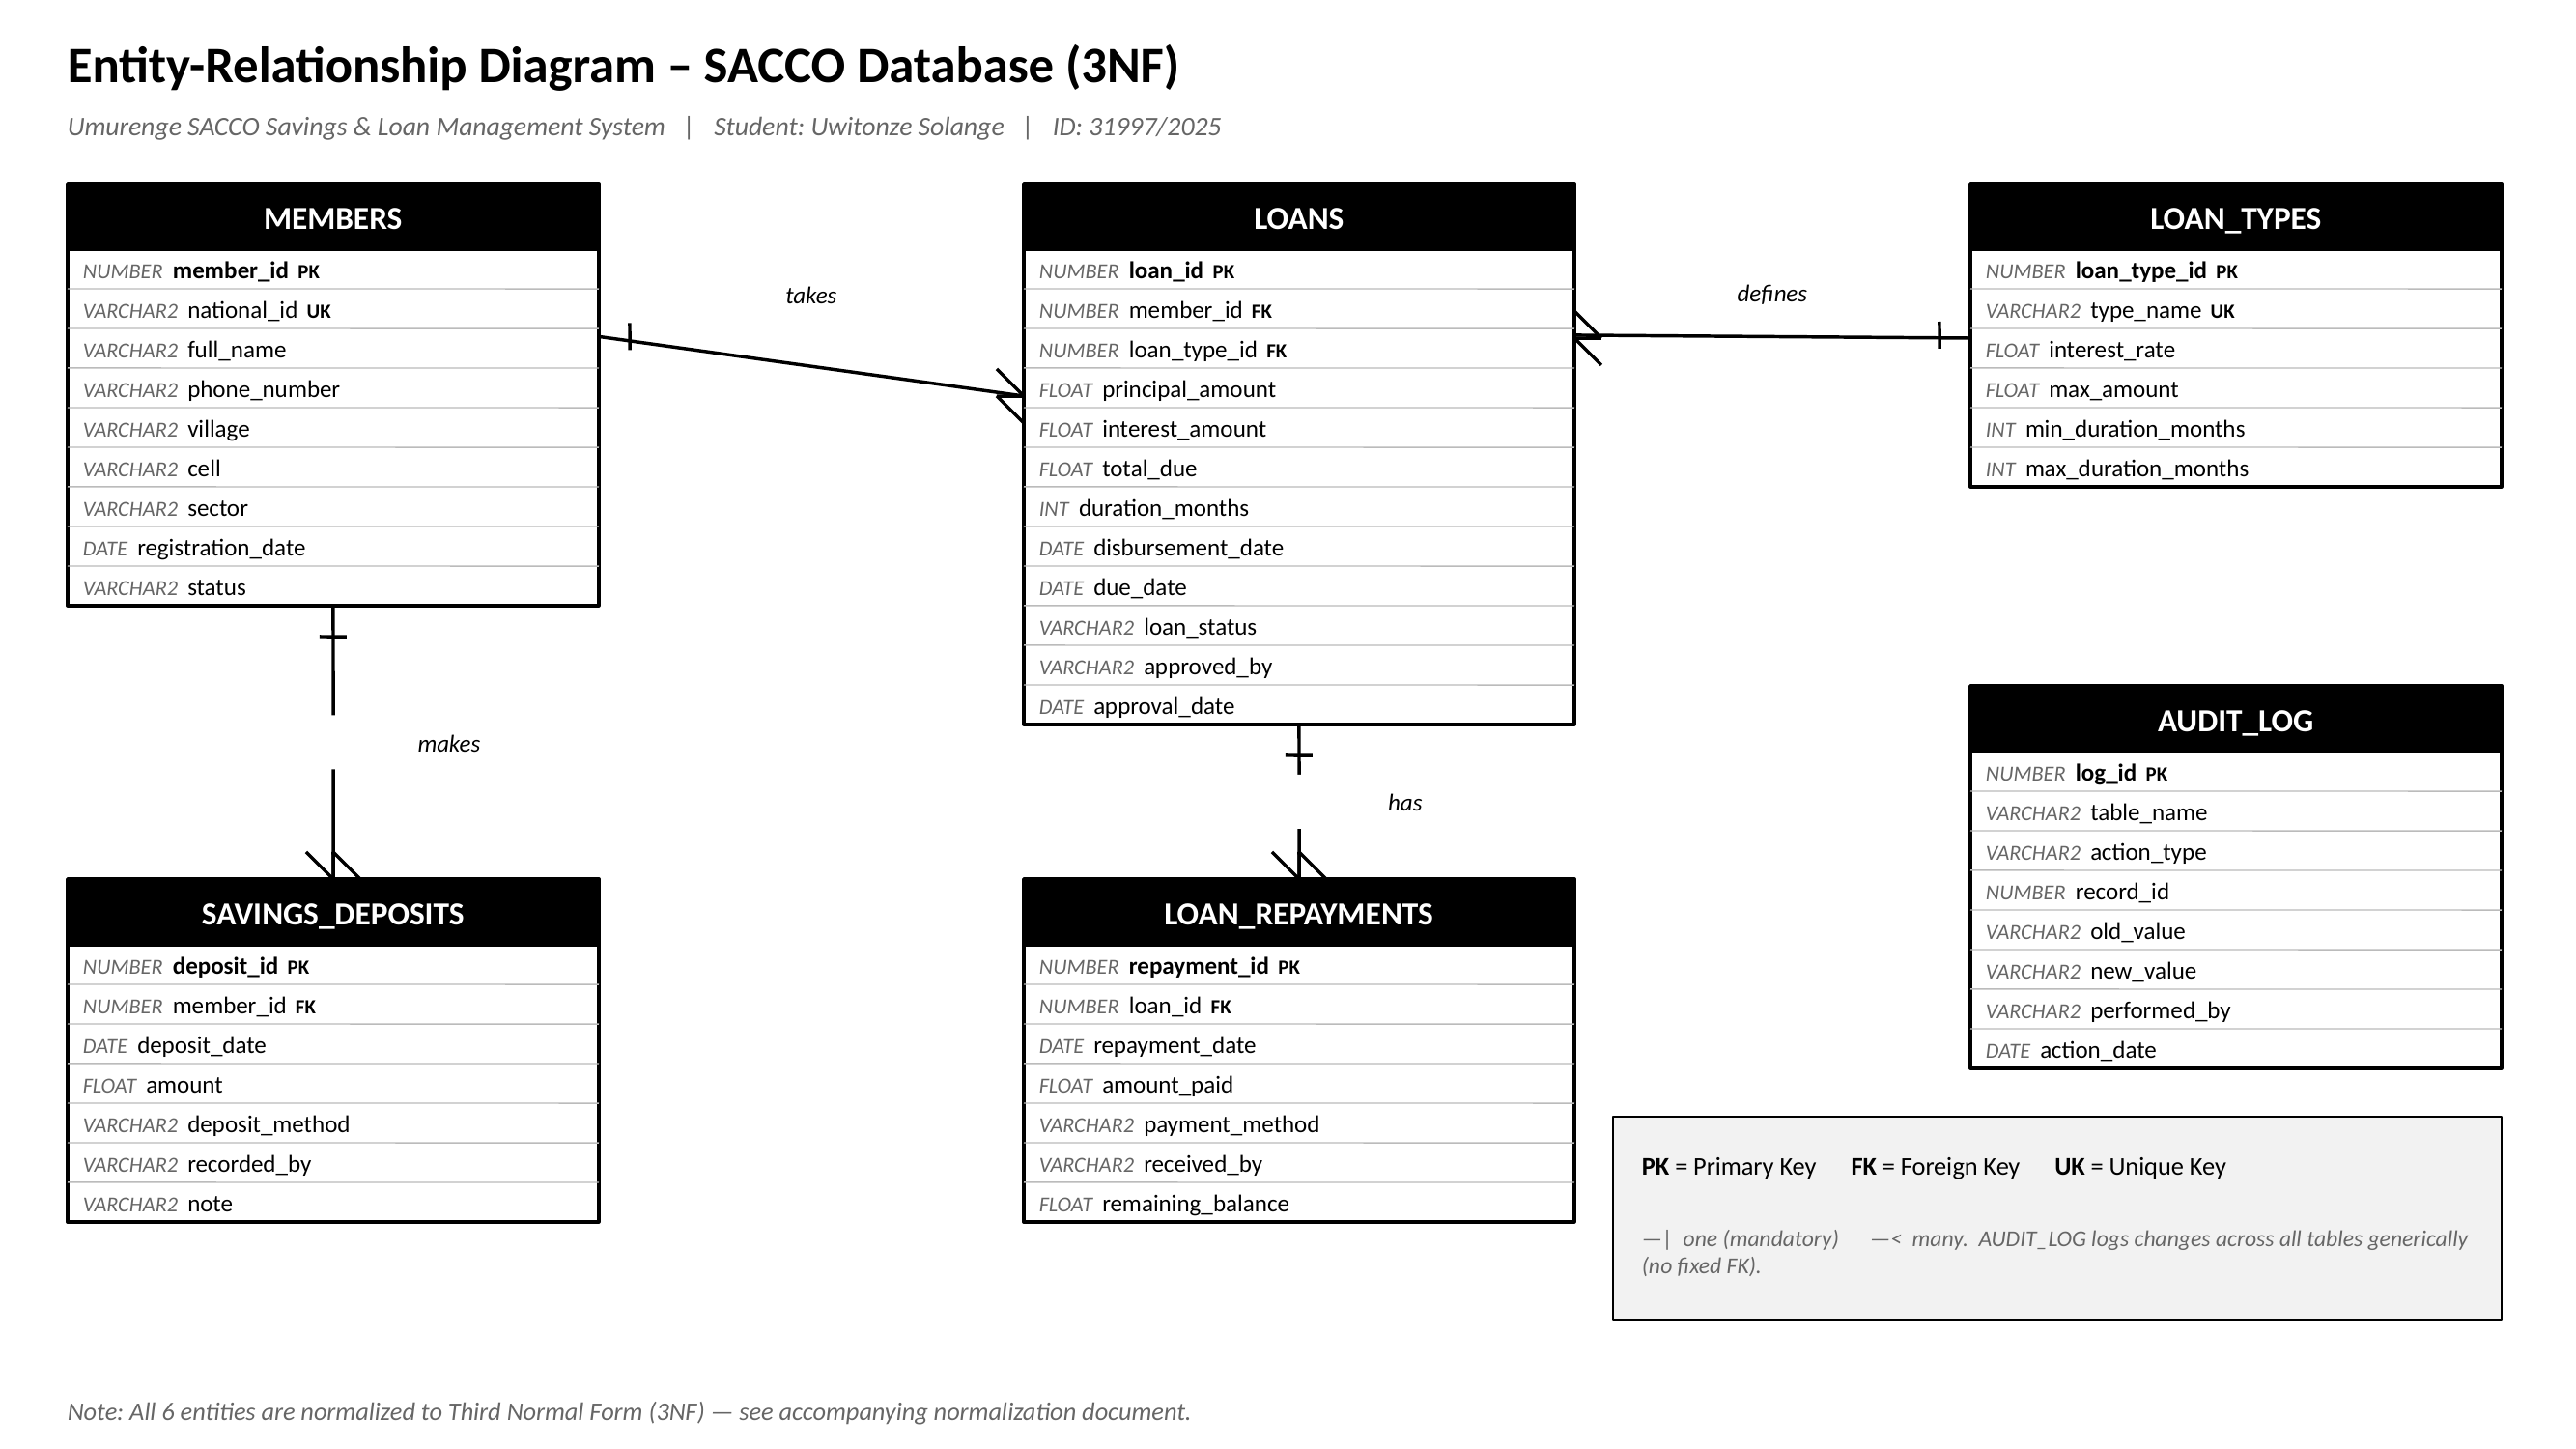 Entity-Relationship Diagram – SACCO Database (3NF)
Umurenge SACCO Savings & Loan Management System | Student: Uwitonze Solange | ID: 31997/2025
MEMBERS
NUMBER member_id PK
VARCHAR2 national_id UK
VARCHAR2 full_name
VARCHAR2 phone_number
VARCHAR2 village
VARCHAR2 cell
VARCHAR2 sector
DATE registration_date
VARCHAR2 status
takes
LOANS
NUMBER loan_id PK
NUMBER member_id FK
NUMBER loan_type_id FK
FLOAT principal_amount
FLOAT interest_amount
FLOAT total_due
INT duration_months
DATE disbursement_date
DATE due_date
VARCHAR2 loan_status
VARCHAR2 approved_by
DATE approval_date
defines
LOAN_TYPES
NUMBER loan_type_id PK
VARCHAR2 type_name UK
FLOAT interest_rate
FLOAT max_amount
INT min_duration_months
INT max_duration_months
makes
has
SAVINGS_DEPOSITS
NUMBER deposit_id PK
NUMBER member_id FK
DATE deposit_date
FLOAT amount
VARCHAR2 deposit_method
VARCHAR2 recorded_by
VARCHAR2 note
LOAN_REPAYMENTS
NUMBER repayment_id PK
NUMBER loan_id FK
DATE repayment_date
FLOAT amount_paid
VARCHAR2 payment_method
VARCHAR2 received_by
FLOAT remaining_balance
AUDIT_LOG
NUMBER log_id PK
VARCHAR2 table_name
VARCHAR2 action_type
NUMBER record_id
VARCHAR2 old_value
VARCHAR2 new_value
VARCHAR2 performed_by
DATE action_date
PK = Primary Key FK = Foreign Key UK = Unique Key
—| one (mandatory) —< many. AUDIT_LOG logs changes across all tables generically
(no fixed FK).
Note: All 6 entities are normalized to Third Normal Form (3NF) — see accompanying normalization document.